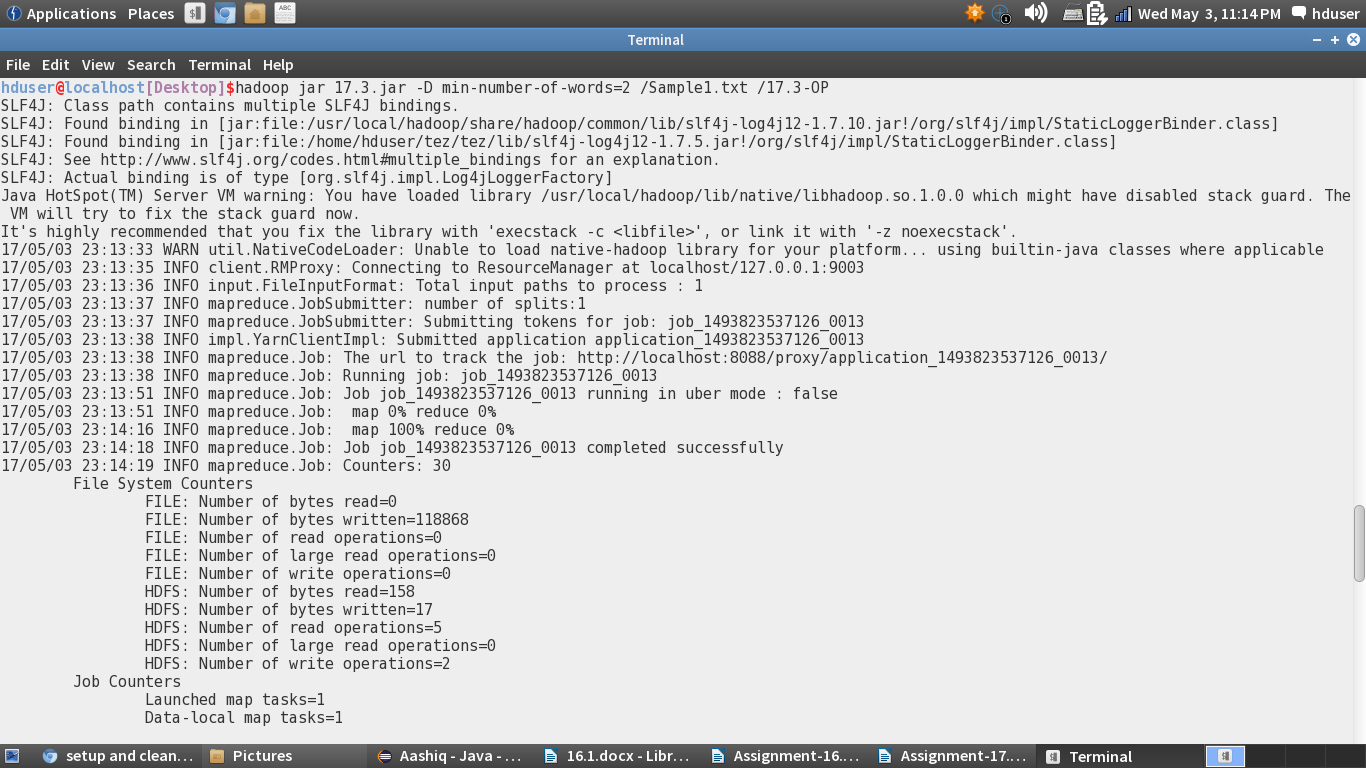 Applications Places Wed May 3, 11:14 PM hduser
Terminal
File Edit View Search Terminal Help
hduser@localhost[Desktop]$hadoop jar 17.3.jar -D min-number-of-words=2 /Sample1.txt /17.3-OP
SLF4J: Class path contains multiple SLF4J bindings.
SLF4J: Found binding in [jar:file:/usr/local/hadoop/share/hadoop/common/lib/slf4j-log4j12-1.7.10.jar!/org/slf4j/impl/StaticLoggerBinder.class]
SLF4J: Found binding in [jar:file:/home/hduser/tez/tez/lib/slf4j-log4j12-1.7.5.jar!/org/slf4j/impl/StaticLoggerBinder.class]
SLF4J: See http://www.slf4j.org/codes.html#multiple_bindings for an explanation.
SLF4J: Actual binding is of type [org.slf4j.impl.Log4jLoggerFactory]
Java HotSpot(TM) Server VM warning: You have loaded library /usr/local/hadoop/lib/native/libhadoop.so.1.0.0 which might have disabled stack guard. The
 VM will try to fix the stack guard now.
It's highly recommended that you fix the library with 'execstack -c <libfile>', or link it with '-z noexecstack'.
17/05/03 23:13:33 WARN util.NativeCodeLoader: Unable to load native-hadoop library for your platform... using builtin-java classes where applicable
17/05/03 23:13:35 INFO client.RMProxy: Connecting to ResourceManager at localhost/127.0.0.1:9003
17/05/03 23:13:36 INFO input.FileInputFormat: Total input paths to process : 1
17/05/03 23:13:37 INFO mapreduce.JobSubmitter: number of splits:1
17/05/03 23:13:37 INFO mapreduce.JobSubmitter: Submitting tokens for job: job_1493823537126_0013
17/05/03 23:13:38 INFO impl.YarnClientImpl: Submitted application application_1493823537126_0013
17/05/03 23:13:38 INFO mapreduce.Job: The url to track the job: http://localhost:8088/proxy/application_1493823537126_0013/
17/05/03 23:13:38 INFO mapreduce.Job: Running job: job_1493823537126_0013
17/05/03 23:13:51 INFO mapreduce.Job: Job job_1493823537126_0013 running in uber mode : false
17/05/03 23:13:51 INFO mapreduce.Job:  map 0% reduce 0%
17/05/03 23:14:16 INFO mapreduce.Job:  map 100% reduce 0%
17/05/03 23:14:18 INFO mapreduce.Job: Job job_1493823537126_0013 completed successfully
17/05/03 23:14:19 INFO mapreduce.Job: Counters: 30
File System Counters
FILE: Number of bytes read=0
FILE: Number of bytes written=118868
FILE: Number of read operations=0
FILE: Number of large read operations=0
FILE: Number of write operations=0
HDFS: Number of bytes read=158
HDFS: Number of bytes written=17
HDFS: Number of read operations=5
HDFS: Number of large read operations=0
HDFS: Number of write operations=2
Job Counters
Launched map tasks=1
Data-local map tasks=1
setup and clean... Pictures Aashiq - Java - ... 16.1.docx - Libr... Assignment-16.... Assignment-17.... Terminal